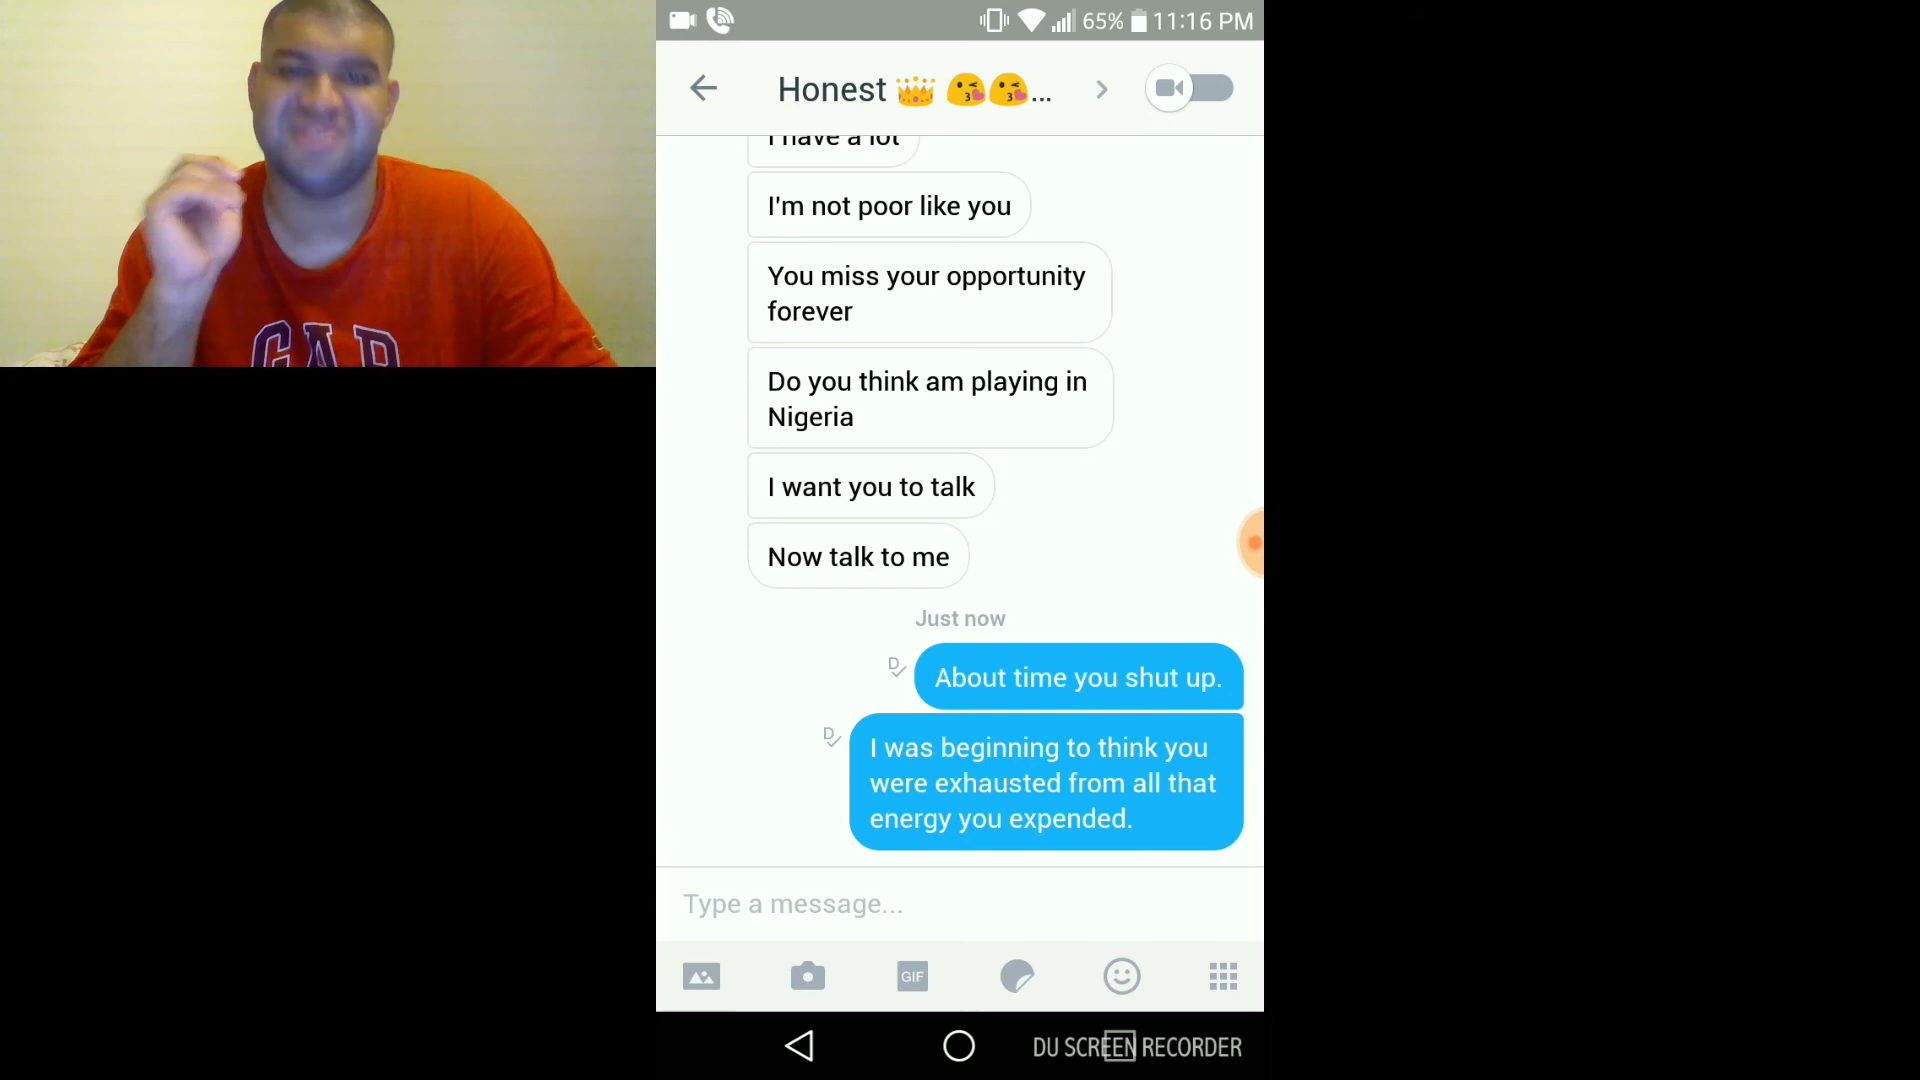 65% 11:16 PM
Honest 👑 😘😘...
I have a lot
I'm not poor like you
You miss your opportunity
forever
Do you think am playing in
Nigeria
I want you to talk
Now talk to me
Just now
D
About time you shut up.
D
I was beginning to think you
were exhausted from all that
energy you expended.
Type a message...
GIF
DU SCREEN RECORDER
GAP